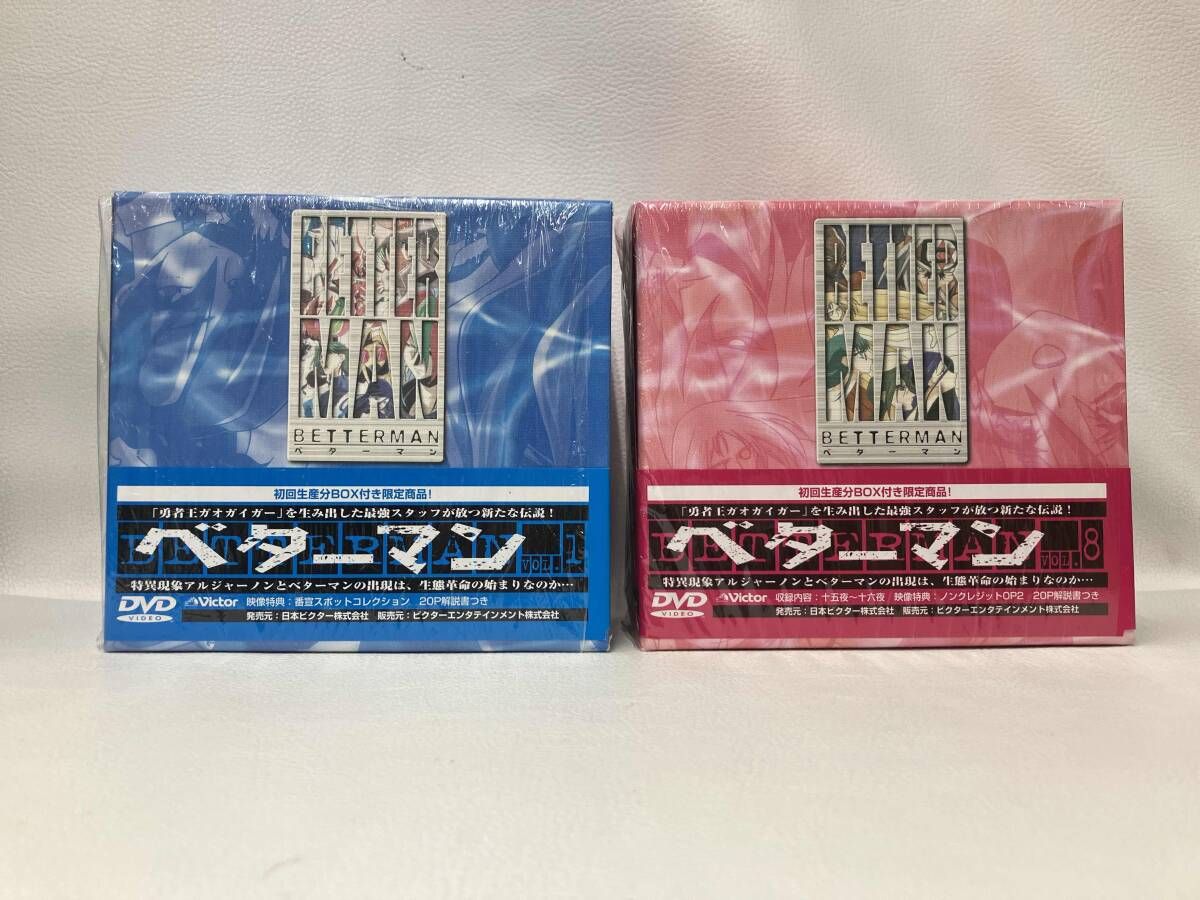 BETTER
MAN
BETTERMAN
ベターマン
初回生産分BOX付き限定商品!
「勇者王ガオガイガー」を生み出した最強スタッフが放つ新たな伝説!
BETTERMAN VOL.1
ベターマン
特異現象アルジャーノンとベターマンの出現は、生態革命の始まりなのか…
DVD VIDEO Victor 映像特典:番宣スポットコレクション 20P解説書つき
発売元:日本ビクター株式会社 販売元:ビクターエンタテインメント株式会社
BETTER
MAN
BETTERMAN
ベターマン
初回生産分BOX付き限定商品!
「勇者王ガオガイガー」を生み出した最強スタッフが放つ新たな伝説!
BETTERMAN VOL.8
ベターマン
特異現象アルジャーノンとベターマンの出現は、生態革命の始まりなのか…
DVD VIDEO Victor 収録内容:十五夜~十六夜/映像特典:ノンクレジットOP2 20P解説書つき
発売元:日本ビクター株式会社 販売元:ビクターエンタテインメント株式会社